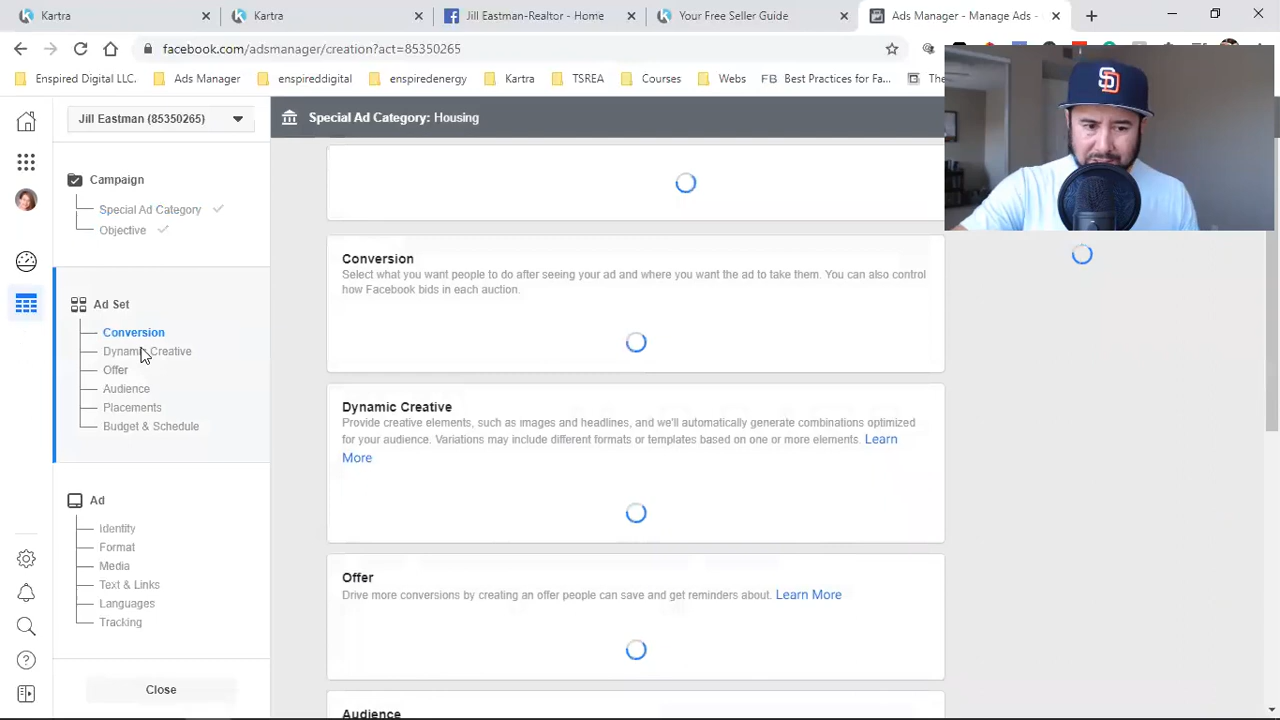 Kartra
Kartra
Jill Eastman-Realtor - Home
Your Free Seller Guide
Ads Manager - Manage Ads -
facebook.com/adsmanager/creation?act=85350265
Enspired Digital LLC.
Ads Manager
enspireddigital
empiredenergy
Kartra
TSREA
Courses
Webs
FB Best Practices for Fa...
The
Jill Eastman (85350265)
Special Ad Category: Housing
Campaign
Special Ad Category
Objective
Ad Set
Conversion
Dynamic Creative
Offer
Audience
Placements
Budget & Schedule
Ad
Identity
Format
Media
Text & Links
Languages
Tracking
Close
Conversion
Select what you want people to do after seeing your ad and where you want the ad to take them. You can also control
how Facebook bids in each auction.
Dynamic Creative
Provide creative elements, such as images and headlines, and we'll automatically generate combinations optimized
for your audience. Variations may include different formats or templates based on one or more elements. Learn
More
Offer
Drive more conversions by creating an offer people can save and get reminders about. Learn More
Audience
SD